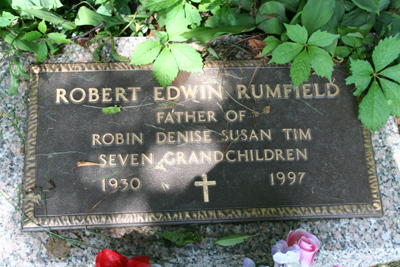 ROBERT EDWIN RUMFIELD
FATHER OF
ROBIN DENISE SUSAN TIM
SEVEN GRANDCHILDREN
1930 1997